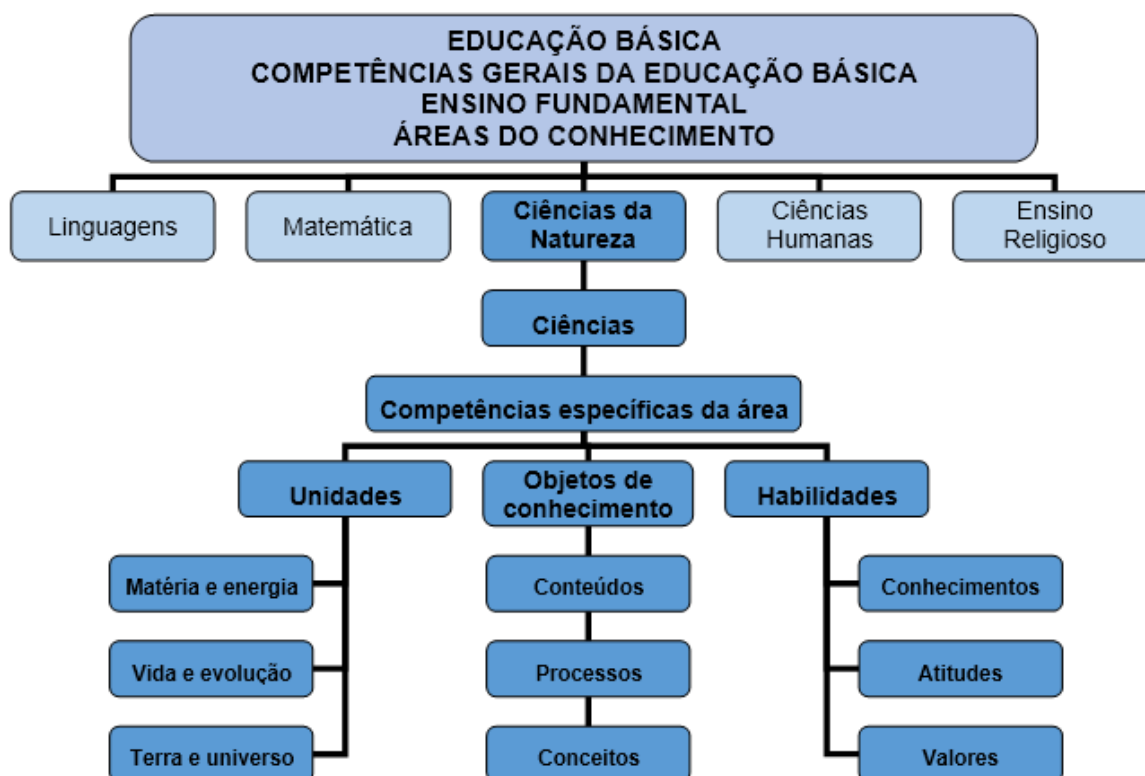 EDUCAÇÃO BÁSICA
COMPETÊNCIAS GERAIS DA EDUCAÇÃO BÁSICA
ENSINO FUNDAMENTAL
ÁREAS DO CONHECIMENTO
Linguagens
Matemática
Ciências da
Natureza
Ciências
Humanas
Ensino
Religioso
Ciências
Competências específicas da área
Unidades
Objetos de
conhecimento
Habilidades
Matéria e energia
Conteúdos
Conhecimentos
Vida e evolução
Processos
Atitudes
Terra e universo
Conceitos
Valores